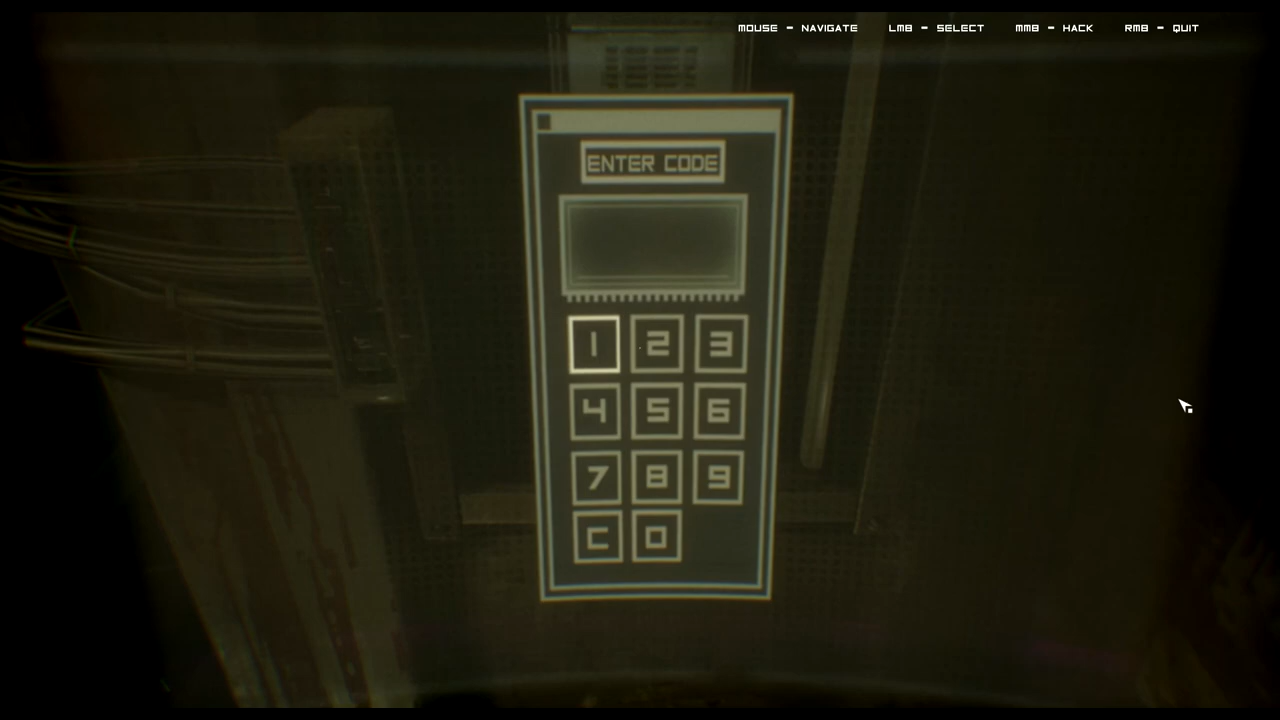 MOUSE - NAVIGATE LMB - SELECT MMB - HACK RMB - QUIT
ENTER CODE
1 2 3
4 5 6
7 8 9
C 0